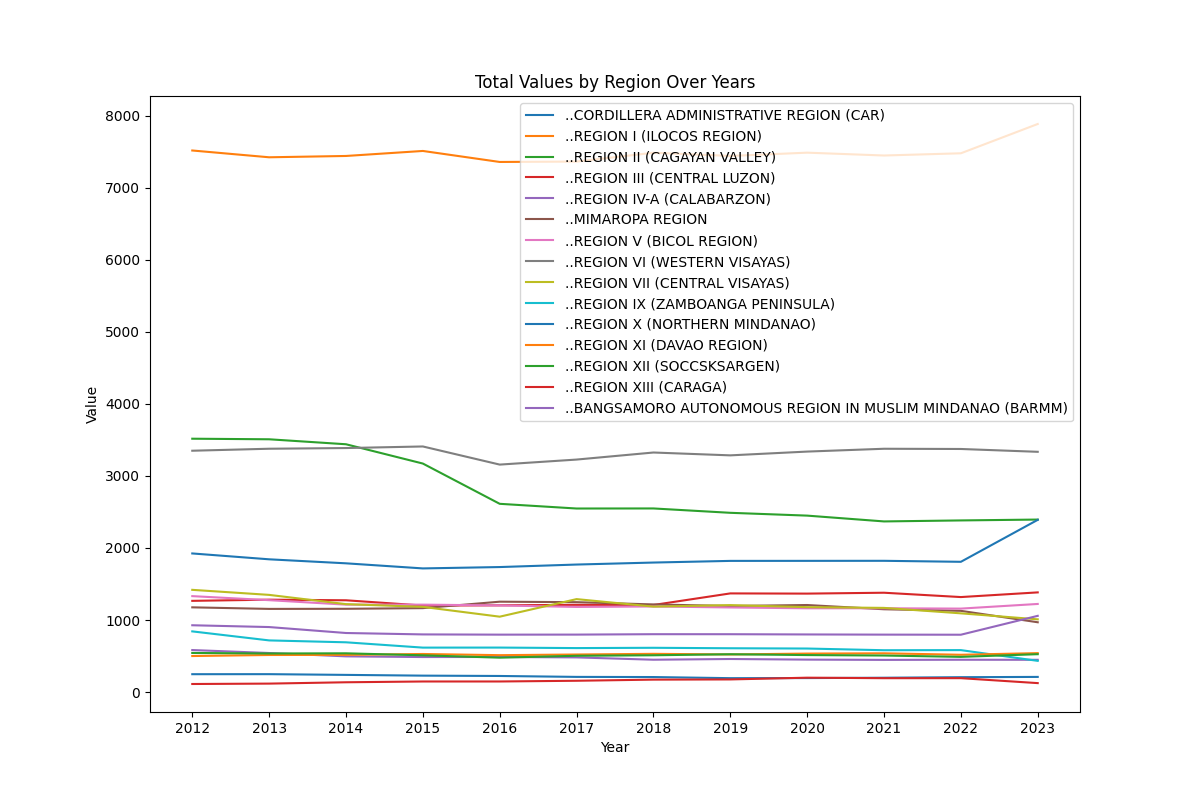 Total Values by Region Over Years
8000
7000
6000
5000
4000
3000
2000
1000
0
Value
..CORDILLERA ADMINISTRATIVE REGION (CAR)
..REGION I (ILOCOS REGION)
..REGION II (CAGAYAN VALLEY)
..REGION III (CENTRAL LUZON)
..REGION IV-A (CALABARZON)
..MIMAROPA REGION
..REGION V (BICOL REGION)
..REGION VI (WESTERN VISAYAS)
..REGION VII (CENTRAL VISAYAS)
..REGION IX (ZAMBOANGA PENINSULA)
..REGION X (NORTHERN MINDANAO)
..REGION XI (DAVAO REGION)
..REGION XII (SOCCSKSARGEN)
..REGION XIII (CARAGA)
..BANGSAMORO AUTONOMOUS REGION IN MUSLIM MINDANAO (BARMM)
2012 2013 2014 2015 2016 2017 2018 2019 2020 2021 2022 2023
Year